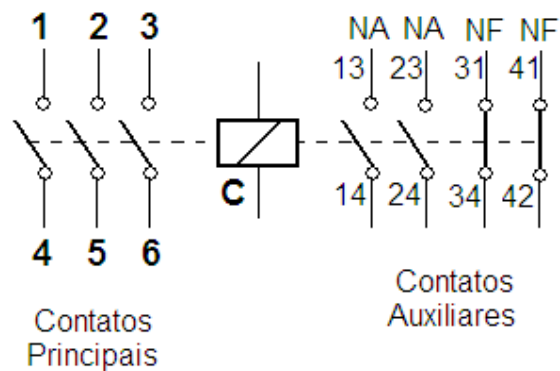 1 2 3
NA NA NF NF
13 23 31 41
C
14 24 34 42
4 5 6
Contatos
Principais
Contatos
Auxiliares